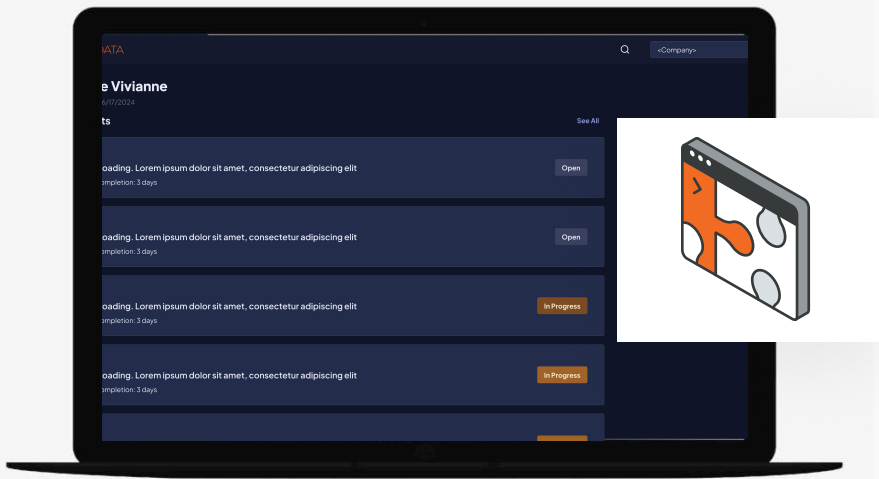 DATA
<Company>
e Vivianne
6/17/2024
ts See All
oading. Lorem ipsum dolor sit amet, consectetur adipiscing elit
Open
ompletion: 3 days
oading. Lorem ipsum dolor sit amet, consectetur adipiscing elit
Open
ompletion: 3 days
oading. Lorem ipsum dolor sit amet, consectetur adipiscing elit
In Progress
ompletion: 3 days
oading. Lorem ipsum dolor sit amet, consectetur adipiscing elit
In Progress
ompletion: 3 days